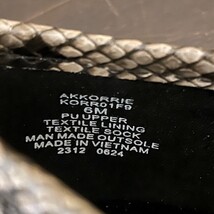 AKKORRIE
KORR01F9
6M
PU UPPER
TEXTILE LINING
TEXTILE SOCK
MAN MADE OUTSOLE
MADE IN VIETNAM
2312 0624